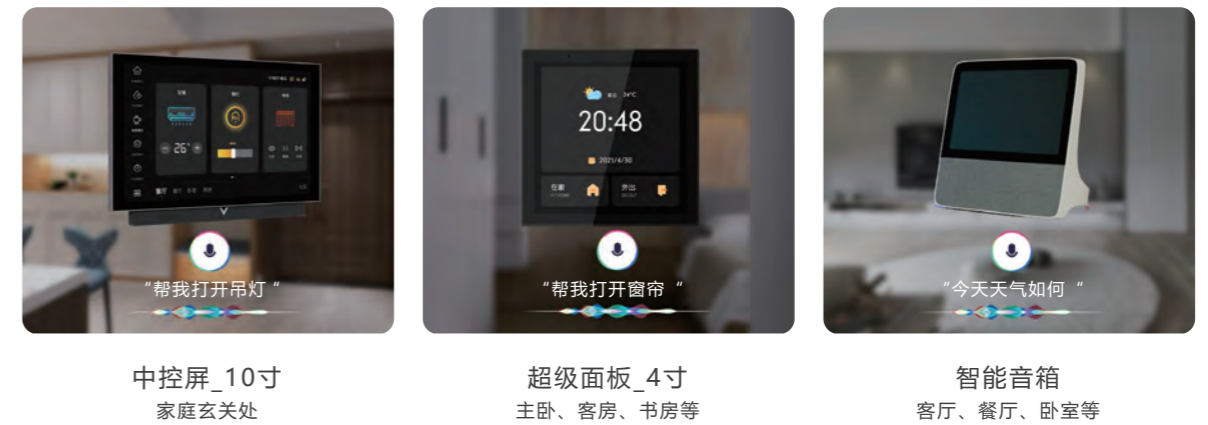 26°
"帮我打开吊灯"
中控屏_10寸
家庭玄关处
24°C
20:48
2021/4/30
在家
外出
"帮我打开窗帘"
超级面板_4寸
主卧、客房、书房等
"今天天气如何"
智能音箱
客厅、餐厅、卧室等